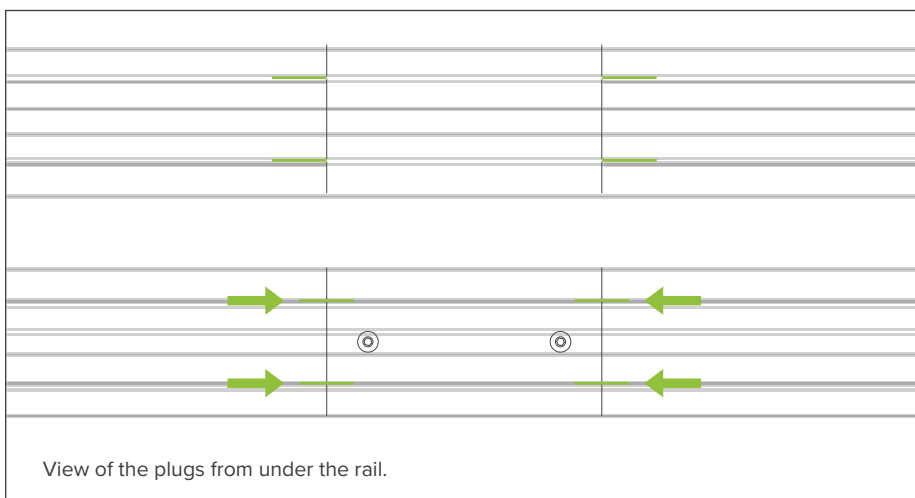 View of the plugs from under the rail.